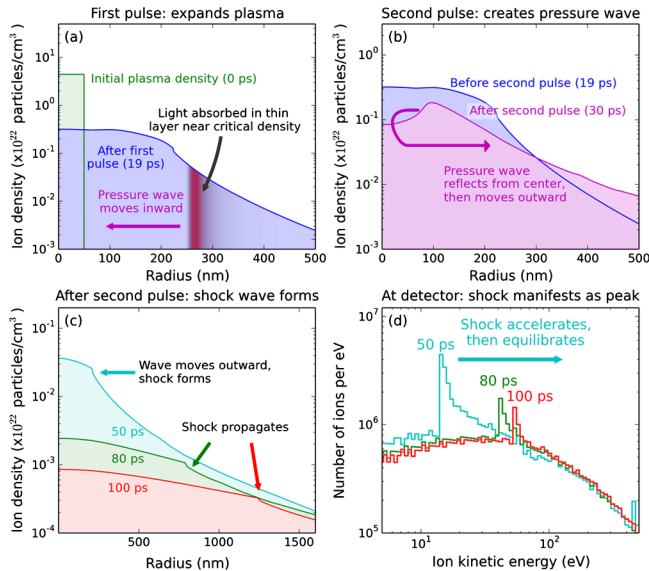 First pulse: expands plasma
(a)
Initial plasma density (0 ps)
Light absorbed in thin
layer near critical density
After first
pulse (19 ps)
Pressure wave
moves inward
Ion density (x10²² particles/cm³)
10¹
10⁰
10⁻¹
10⁻²
10⁻³
0 100 200 300 400 500
Radius (nm)
Second pulse: creates pressure wave
(b)
Before second pulse (19 ps)
After second pulse (30 ps)
Pressure wave
reflects from center,
then moves outward
Ion density (x10²² particles/cm³)
10⁰
10⁻¹
10⁻²
10⁻³
0 100 200 300 400 500
Radius (nm)
After second pulse: shock wave forms
(c)
Wave moves outward,
shock forms
Shock propagates
50 ps
80 ps
100 ps
Ion density (x10²² particles/cm³)
10⁻¹
10⁻²
10⁻³
10⁻⁴
500 1000 1500
Radius (nm)
At detector: shock manifests as peak
(d)
Shock accelerates,
then equilibrates
50 ps
80 ps
100 ps
Number of ions per eV
10⁷
10⁶
10⁵
10¹ 10²
Ion kinetic energy (eV)